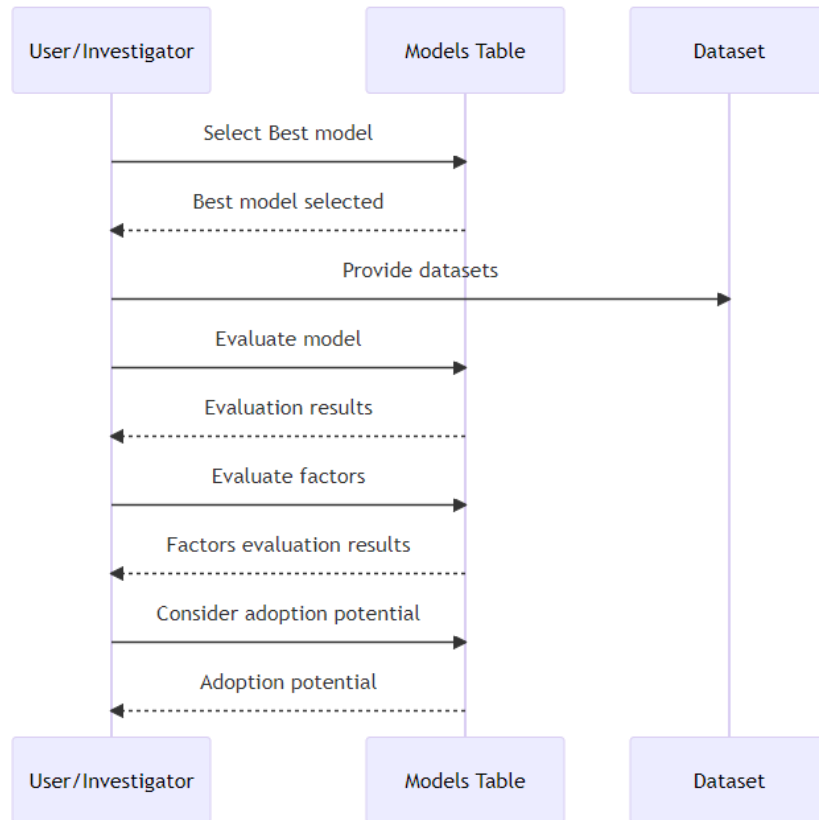 User/Investigator
Models Table
Dataset
Select Best model
Best model selected
Provide datasets
Evaluate model
Evaluation results
Evaluate factors
Factors evaluation results
Consider adoption potential
Adoption potential
User/Investigator
Models Table
Dataset